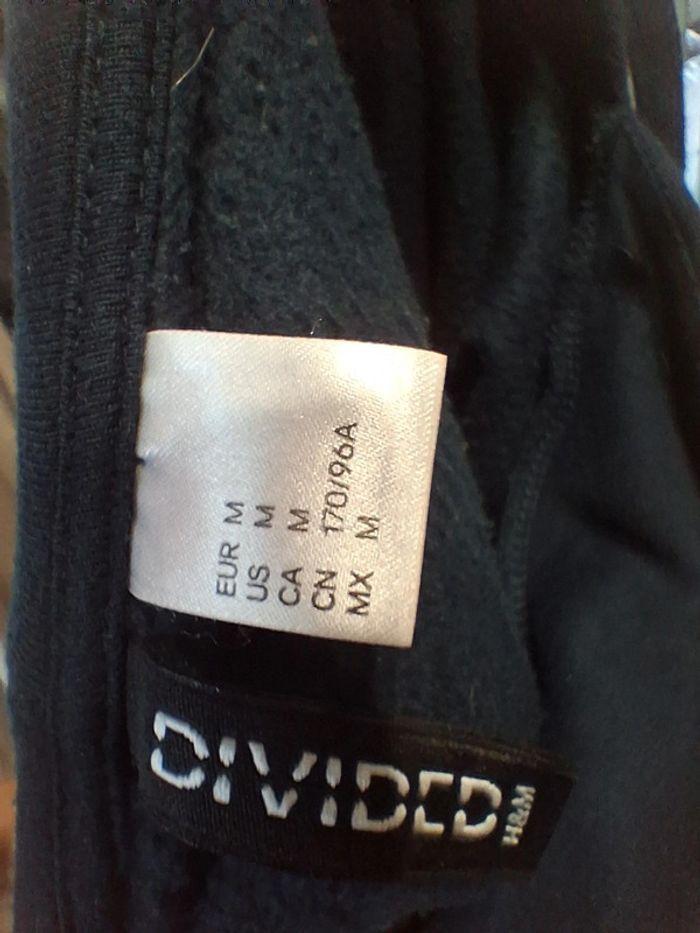 EUR M
US M
CA M
CN 170/96A
MX M
DIVIDED
H&M